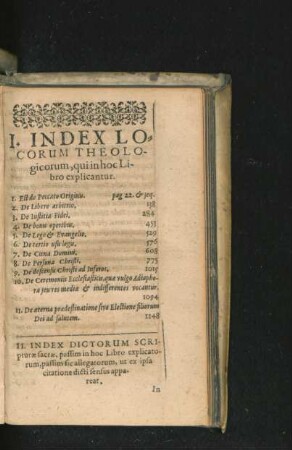 I. INDEX LO-
CORUM THEOLO-
gicorum, qui in hoc Li-
bro explicantur.
1. Est de Peccato Originis. pag 22. & seq.
2. De Libero arbitrio, 138
3. De Iustitia Fidei, 284
4. De bonis operibus, 453
5. De Lege & Evangelio, 529
6. De tertio usu legis, 576
7. De Cœna Domini, 608
8. De Persona Christi, 775
9. De descensu Christi ad Inferos, 1015
10. De Ceremoniis Ecclesiasticis, quæ vulgò Adiapho-
ra seu res mediæ & indifferentes vocantur,
1094
11. De æterna prædestinatione sive Electione filiorum
Dei ad salutem. 1148
II. INDEX DICTORUM SCRI-
pturæ sacræ, passim in hoc Libro explicato-
rum, passim sic allegatorum, ut ex ipsa
citatione dicti sensus appa-
reat.
In